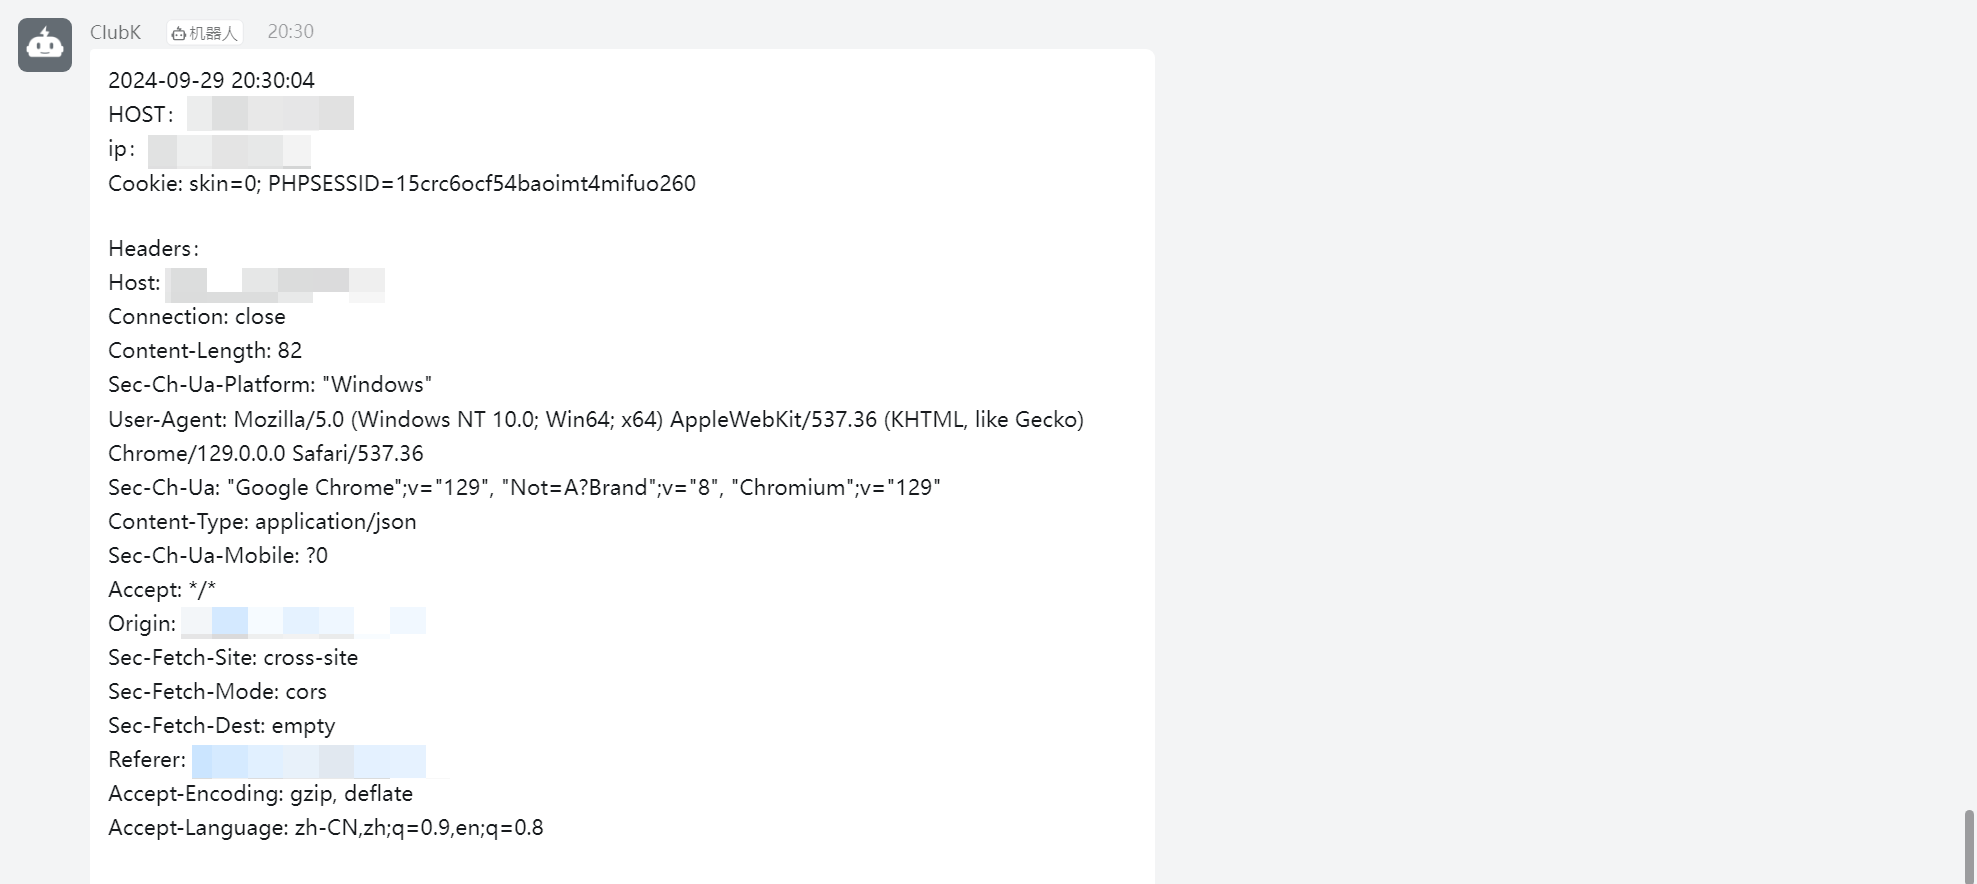 ClubK 机器人 20:30
2024-09-29 20:30:04
HOST：
ip：
Cookie: skin=0; PHPSESSID=15crc6ocf54baoimt4mifuo260
Headers：
Host:
Connection: close
Content-Length: 82
Sec-Ch-Ua-Platform: "Windows"
User-Agent: Mozilla/5.0 (Windows NT 10.0; Win64; x64) AppleWebKit/537.36 (KHTML, like Gecko)
Chrome/129.0.0.0 Safari/537.36
Sec-Ch-Ua: "Google Chrome";v="129", "Not=A?Brand";v="8", "Chromium";v="129"
Content-Type: application/json
Sec-Ch-Ua-Mobile: ?0
Accept: */*
Origin:
Sec-Fetch-Site: cross-site
Sec-Fetch-Mode: cors
Sec-Fetch-Dest: empty
Referer:
Accept-Encoding: gzip, deflate
Accept-Language: zh-CN,zh;q=0.9,en;q=0.8